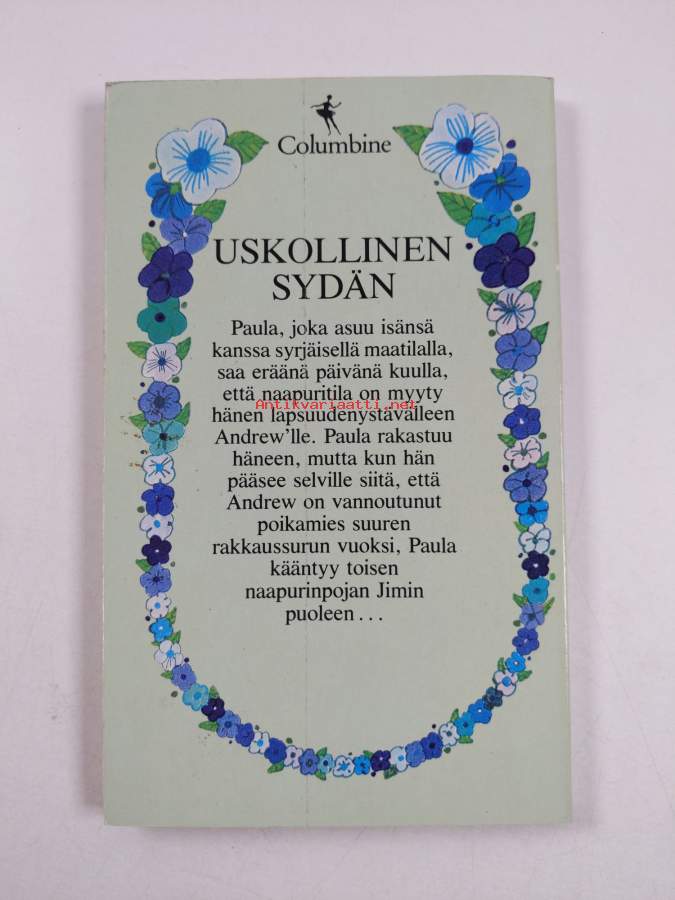 Columbine
USKOLLINEN
SYDÄN
Paula, joka asuu isänsä
kanssa syrjäisellä maatilalla,
saa eräänä päivänä kuulla,
että naapuritila on myyty
Antikvariaatti.net
hänen lapsuudenystävälleen
Andrew'lle. Paula rakastuu
häneen, mutta kun hän
pääsee selville siitä, että
Andrew on vannoutunut
poikamies suuren
rakkaussurun vuoksi, Paula
kääntyy toisen
naapurinpojan Jimin
puoleen...